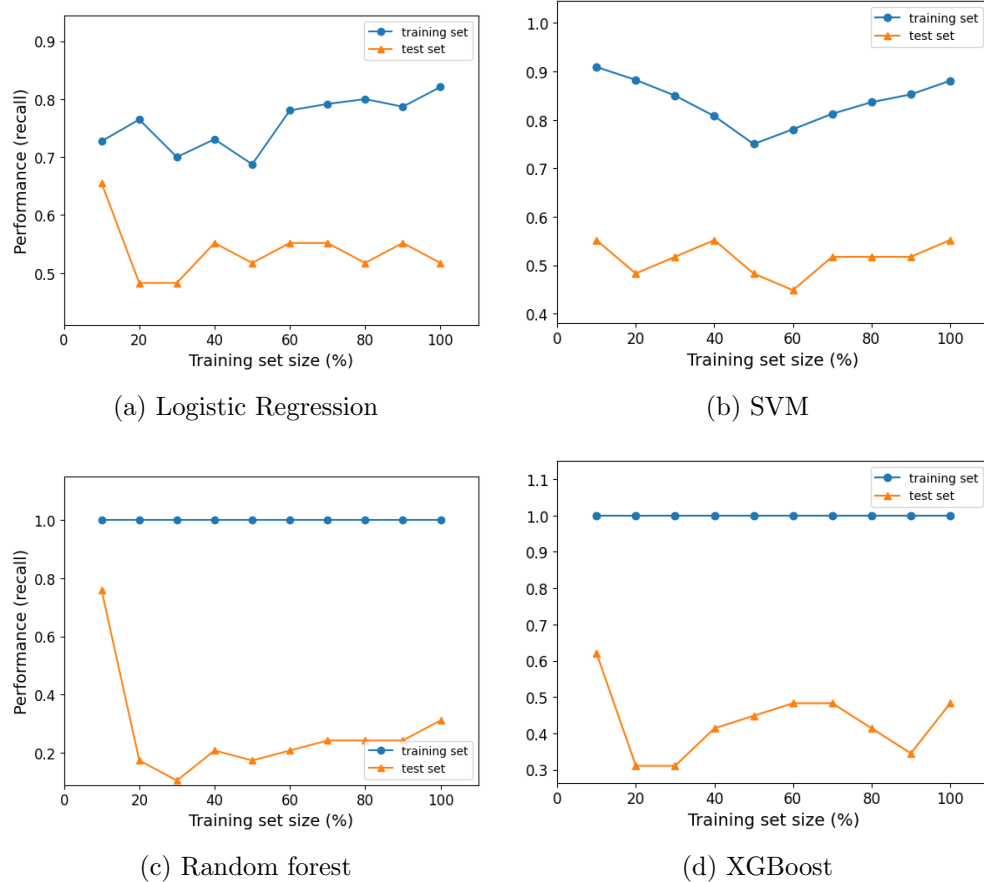 training set
test set
0.9
0.8
0.7
0.6
0.5
Performance (recall)
0 20 40 60 80 100
Training set size (%)
(a) Logistic Regression
training set
test set
1.0
0.9
0.8
0.7
0.6
0.5
0.4
0 20 40 60 80 100
Training set size (%)
(b) SVM
1.0
0.8
0.6
0.4
0.2
Performance (recall)
training set
test set
0 20 40 60 80 100
Training set size (%)
(c) Random forest
training set
test set
1.1
1.0
0.9
0.8
0.7
0.6
0.5
0.4
0.3
0 20 40 60 80 100
Training set size (%)
(d) XGBoost